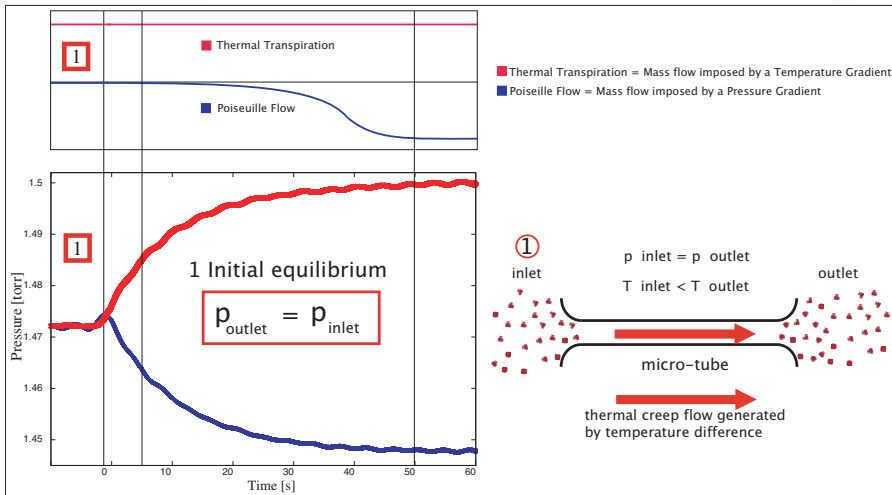 1
Thermal Transpiration
Poiseuille Flow
Thermal Transpiration = Mass flow imposed by a Temperature Gradient
Poiseille Flow = Mass flow imposed by a Pressure Gradient
1.5
1.49
1.48
1.47
1.46
1.45
Pressure [torr]
1
1 Initial equilibrium
p outlet = p inlet
0
10
20
30
40
50
60
Time [s]
1
p inlet = p outlet
inlet
outlet
T inlet < T outlet
micro-tube
thermal creep flow generated
by temperature difference